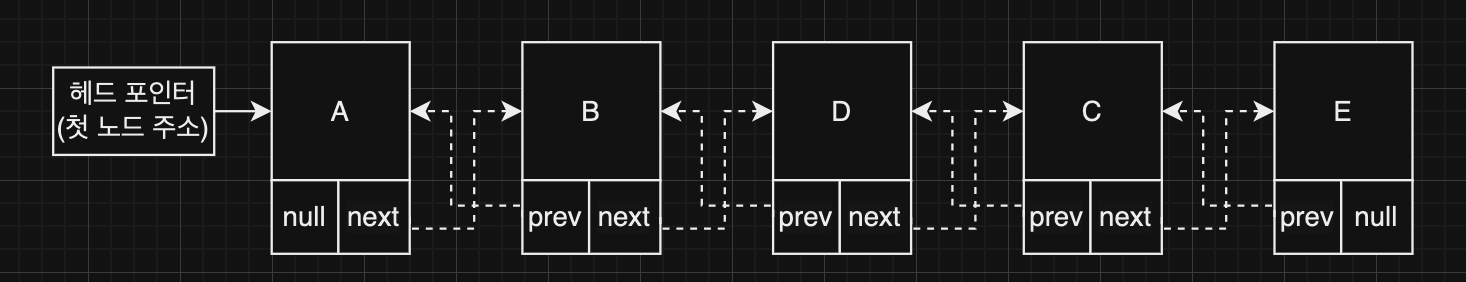 헤드 포인터
(첫 노드 주소)
A
B
D
C
E
null
next
prev
next
prev
next
prev
next
prev
null